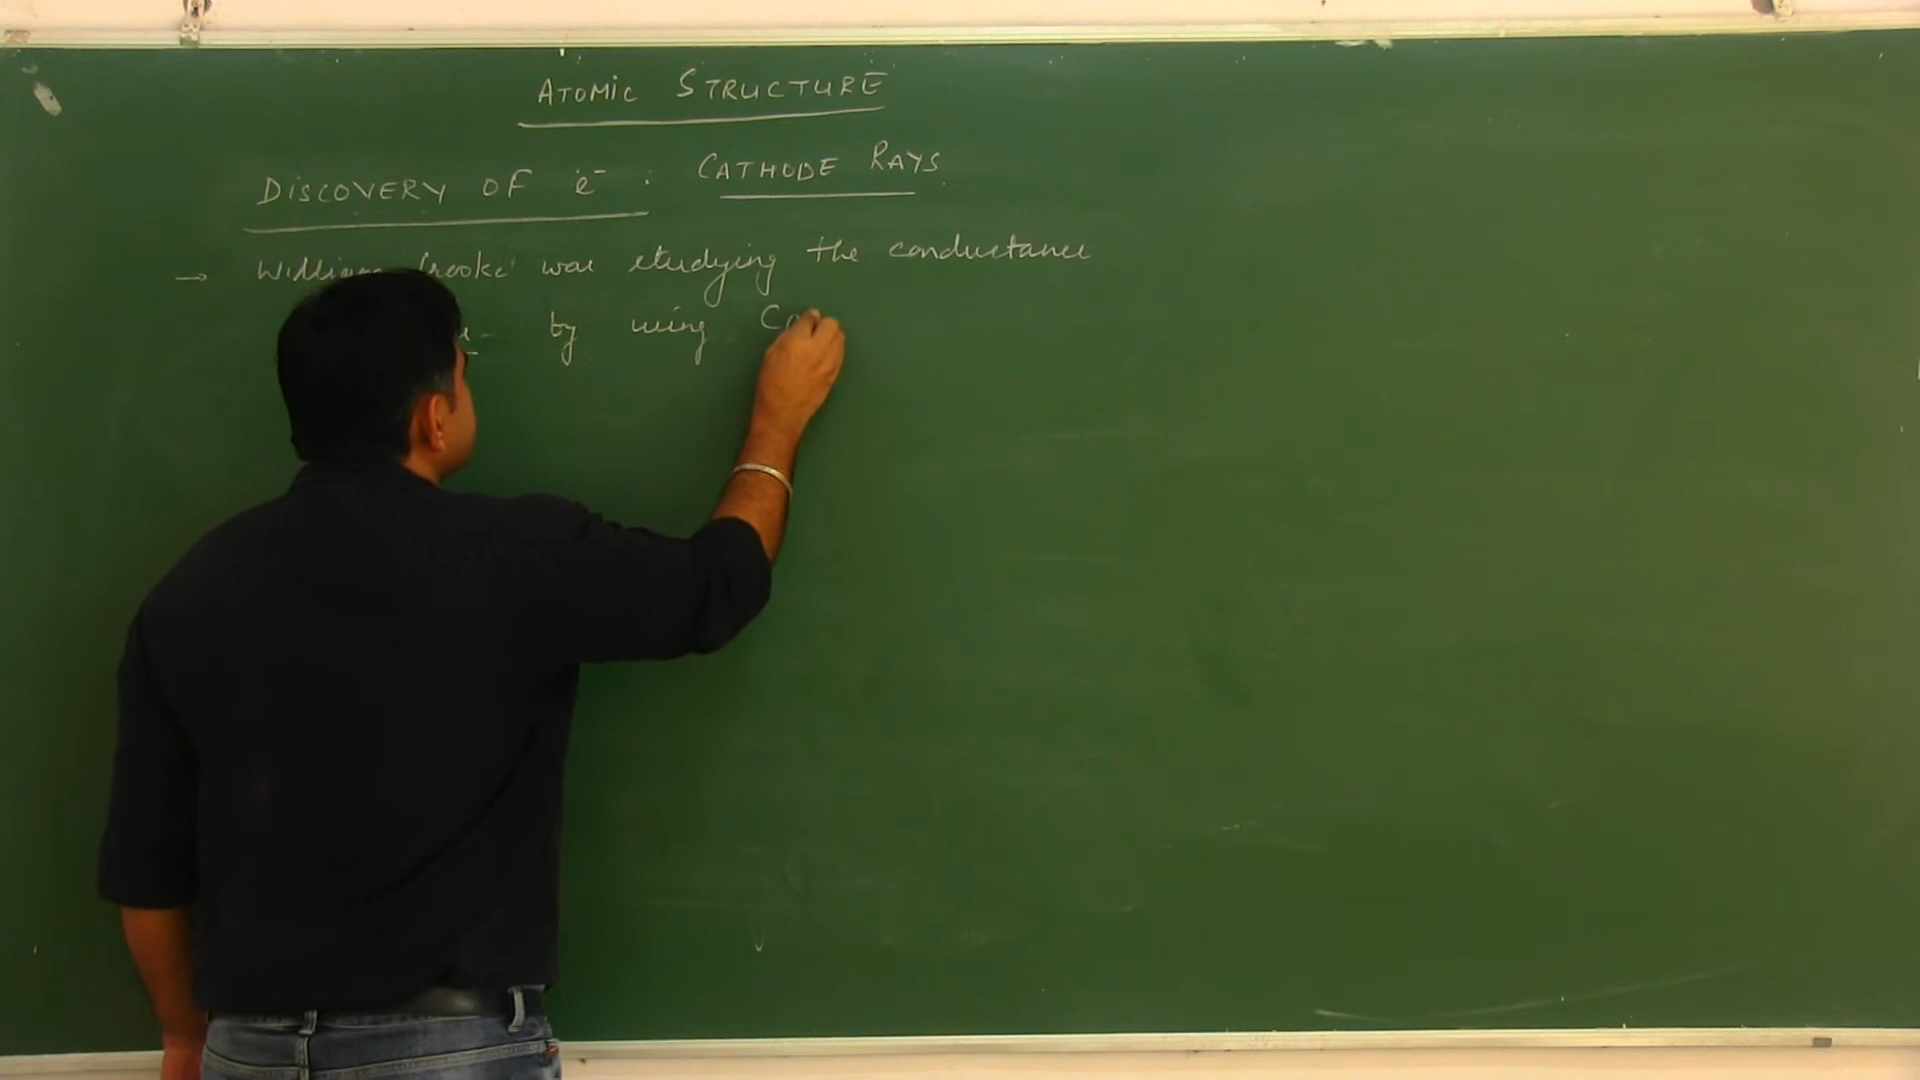 ATOMIC STRUCTURE
DISCOVERY OF e⁻ : CATHODE RAYS
→ William Crooke was studying the conductance
by using